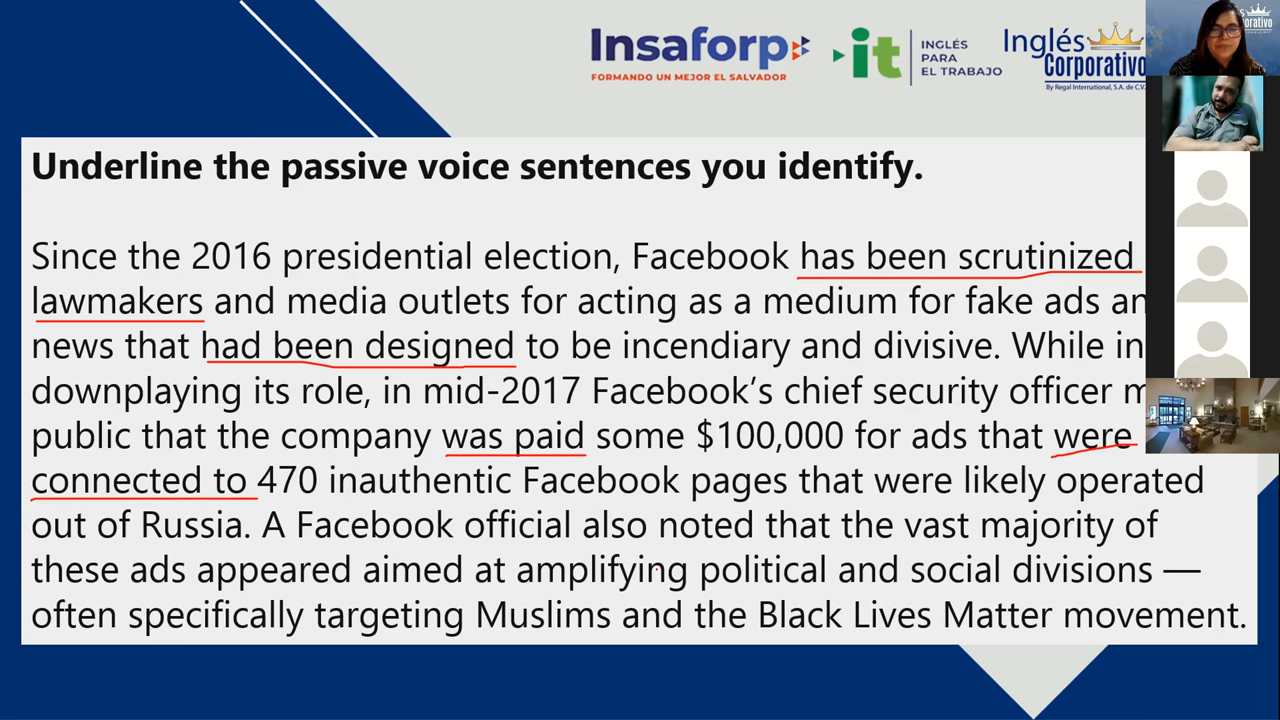 Insaforp
FORMANDO UN MEJOR EL SALVADOR
it
INGLÉS
PARA
EL TRABAJO
Inglés
Corporativo
By Regal International, S.A. de C.V.
Underline the passive voice sentences you identify.
Since the 2016 presidential election, Facebook has been scrutinized
lawmakers and media outlets for acting as a medium for fake ads an
news that had been designed to be incendiary and divisive. While in
downplaying its role, in mid-2017 Facebook’s chief security officer m
public that the company was paid some $100,000 for ads that were
connected to 470 inauthentic Facebook pages that were likely operated
out of Russia. A Facebook official also noted that the vast majority of
these ads appeared aimed at amplifying political and social divisions —
often specifically targeting Muslims and the Black Lives Matter movement.